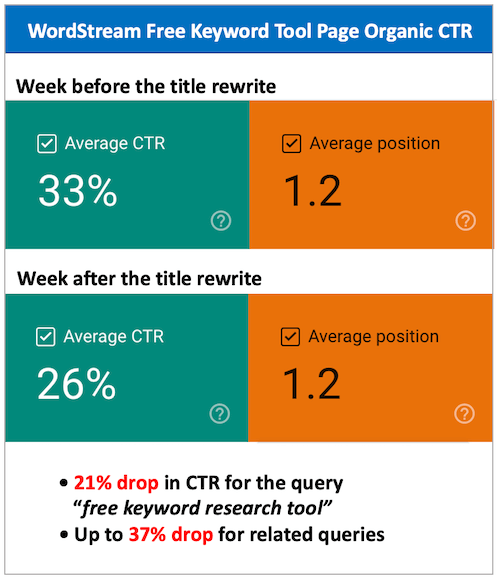 WordStream Free Keyword Tool Page Organic CTR
Week before the title rewrite
Average CTR
Average position
33%
1.2
?
?
Week after the title rewrite
Average CTR
Average position
26%
1.2
?
?
• 21% drop in CTR for the query
“free keyword research tool”
• Up to 37% drop for related queries